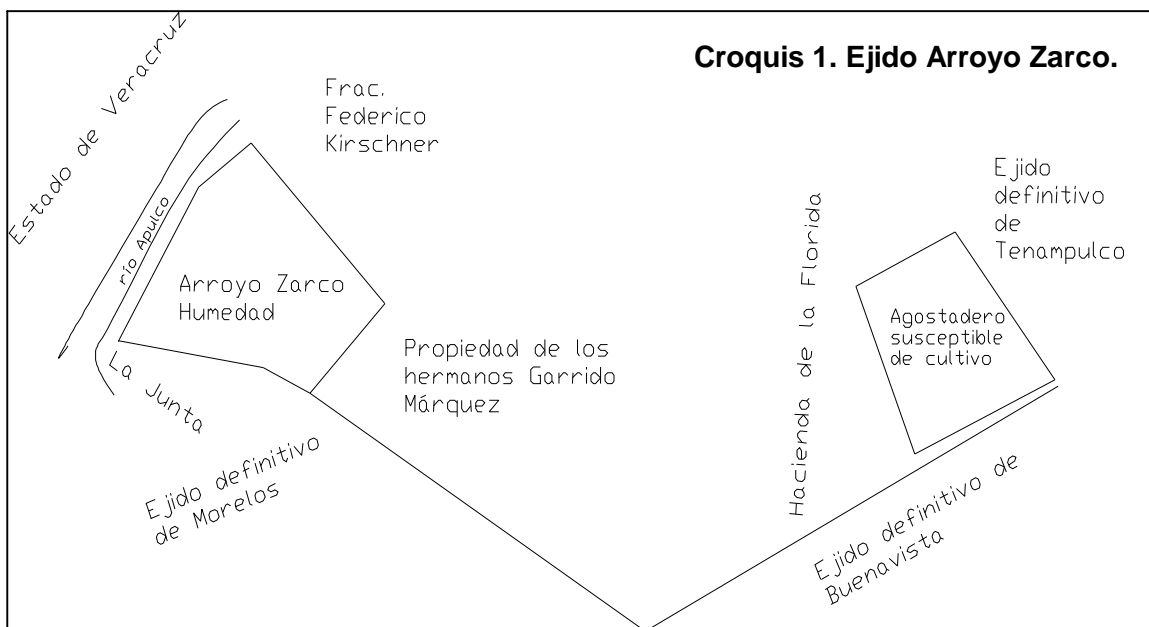 Croquis 1. Ejido Arroyo Zarco.
Estado de Veracruz
Frac.
Federico
Kirschner
río Apulco
Arroyo Zarco
Humedad
La Junta
Propiedad de los
hermanos Garrido
Márquez
Ejido definitivo
de Morelos
Hacienda de la Florida
Ejido
definitivo
de
Tenampulco
Agostadero
susceptible
de cultivo
Ejido definitivo de
Buenavista